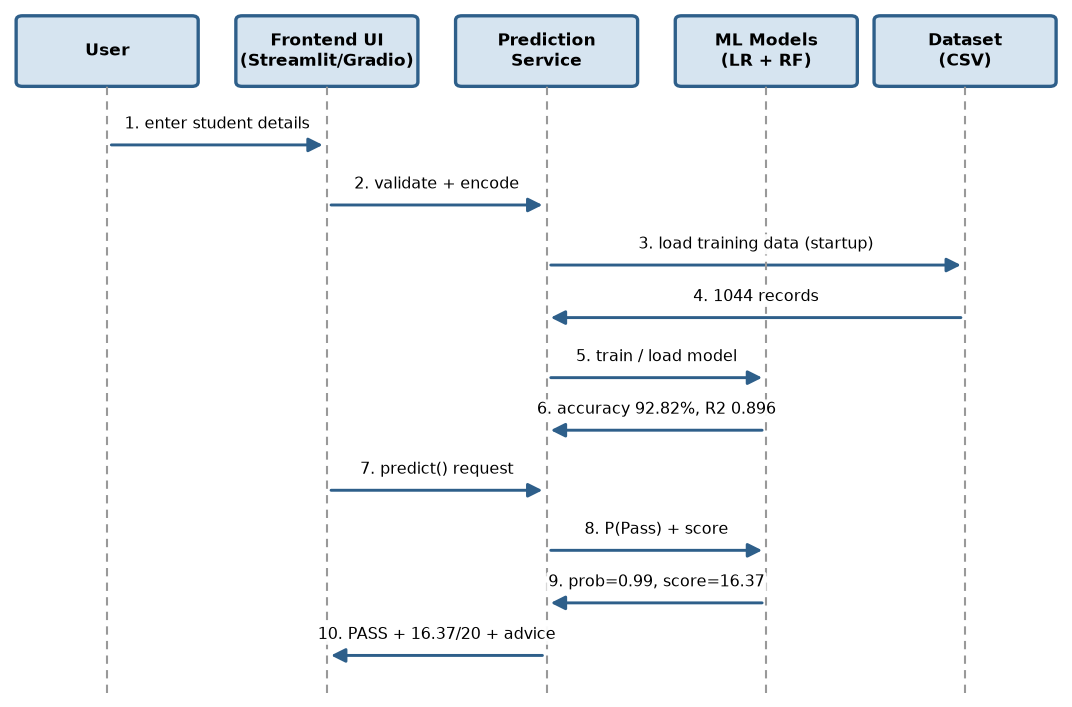 User
Frontend UI
(Streamlit/Gradio)
Prediction
Service
ML Models
(LR + RF)
Dataset
(CSV)
1. enter student details
2. validate + encode
3. load training data (startup)
4. 1044 records
5. train / load model
6. accuracy 92.82%, R2 0.896
7. predict() request
8. P(Pass) + score
9. prob=0.99, score=16.37
10. PASS + 16.37/20 + advice